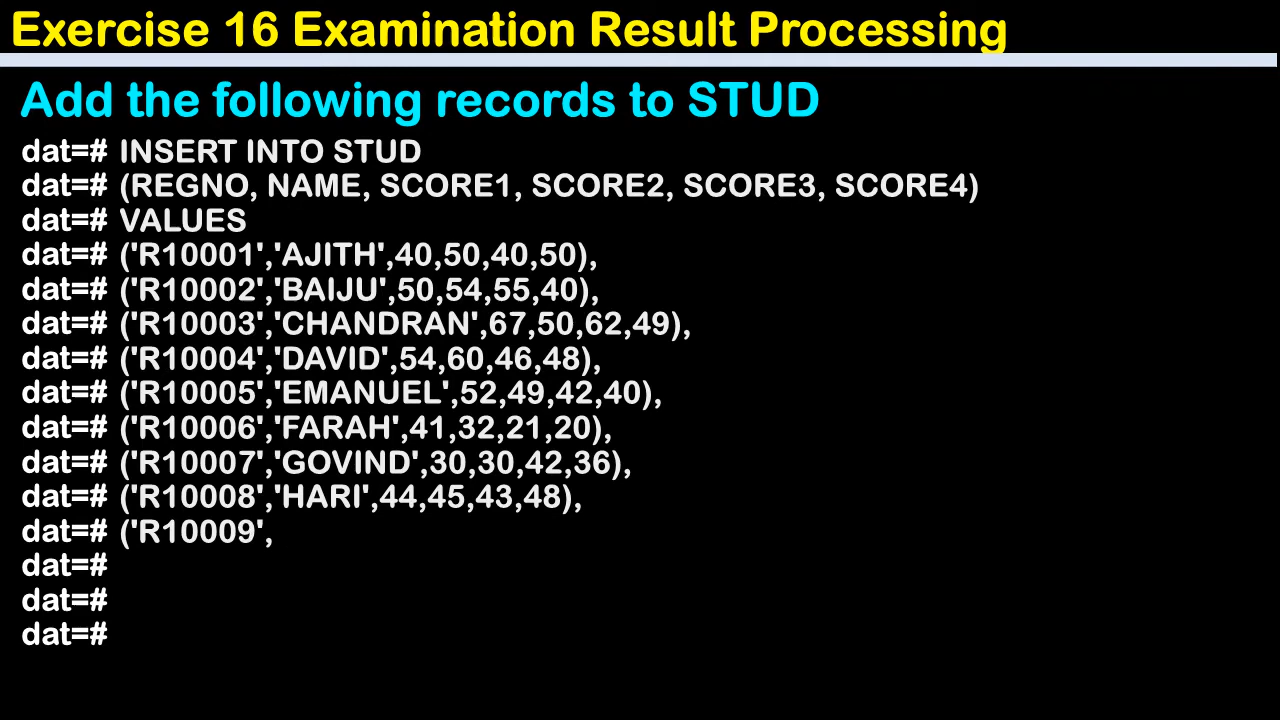 Exercise 16 Examination Result Processing
Add the following records to STUD
dat=# INSERT INTO STUD
dat=# (REGNO, NAME, SCORE1, SCORE2, SCORE3, SCORE4)
dat=# VALUES
dat=# ('R10001','AJITH',40,50,40,50),
dat=# ('R10002','BAIJU',50,54,55,40),
dat=# ('R10003','CHANDRAN',67,50,62,49),
dat=# ('R10004','DAVID',54,60,46,48),
dat=# ('R10005','EMANUEL',52,49,42,40),
dat=# ('R10006','FARAH',41,32,21,20),
dat=# ('R10007','GOVIND',30,30,42,36),
dat=# ('R10008','HARI',44,45,43,48),
dat=# ('R10009',
dat=#
dat=#
dat=#